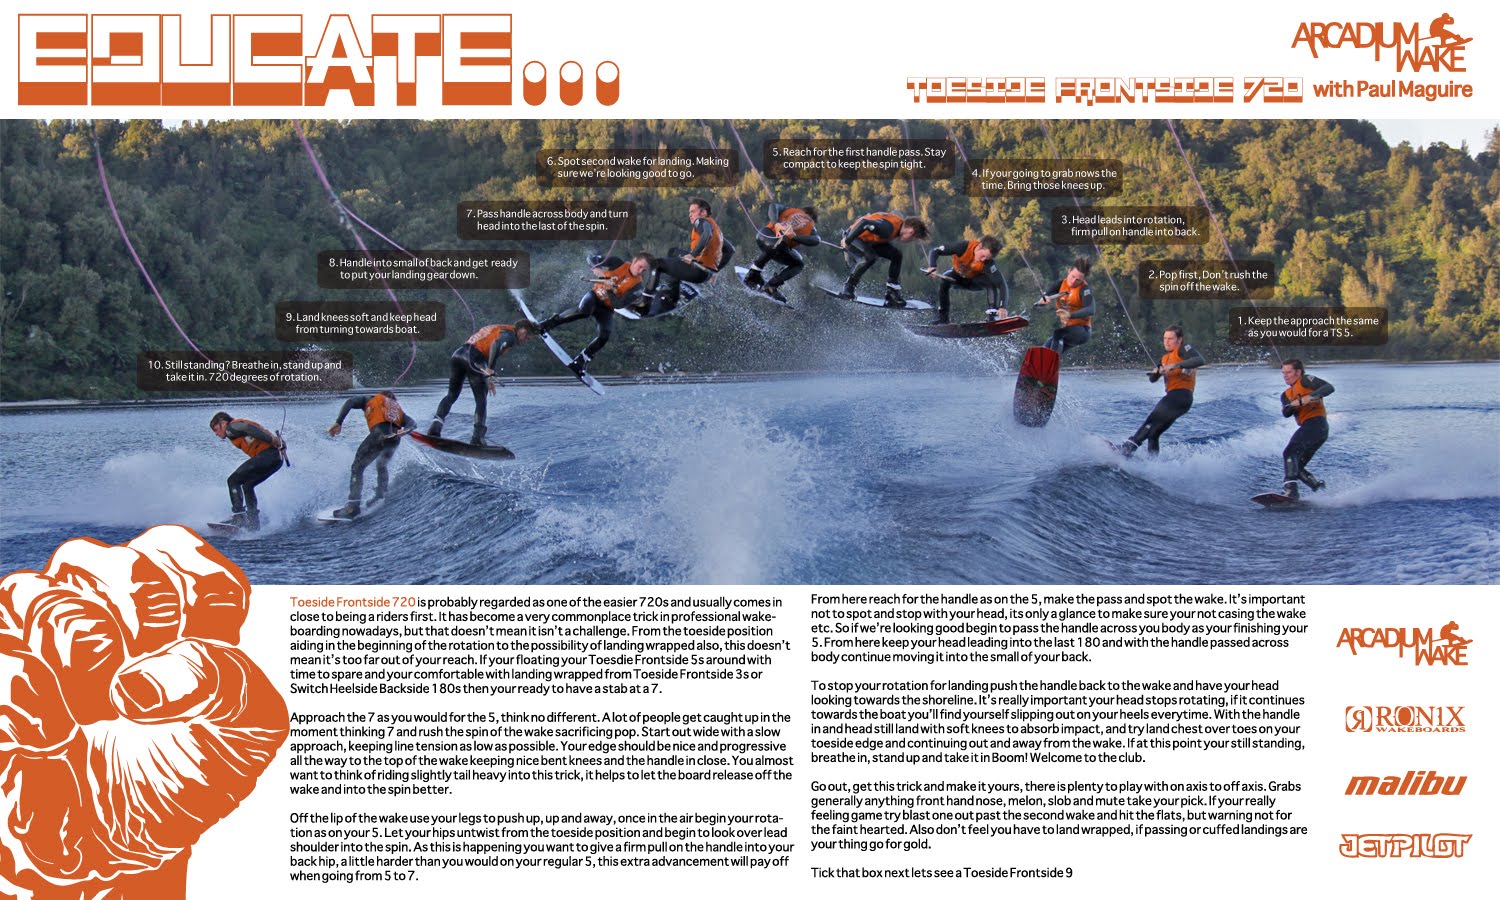 EDUCATE...
ARCADIUM
WAKE
TOESIDE FRONTSIDE 720 with Paul Maguire
6. Spot second wake for landing. Making
sure we're looking good to go.
5. Reach for the first handle pass. Stay
compact to keep the spin tight.
4. If your going to grab nows the
time. Bring those knees up.
7. Pass handle across body and turn
head into the last of the spin.
3. Head leads into rotation,
firm pull on handle into back.
8. Handle into small of back and get ready
to put your landing gear down.
2. Pop first, Don't rush the
spin off the wake.
9. Land knees soft and keep head
from turning towards boat.
1. Keep the approach the same
as you would for a TS 5.
10. Still standing? Breathe in, stand up and
take it in. 720 degrees of rotation.
Toeside Frontside 720 is probably regarded as one of the easier 720s and usually comes in
close to being a riders first. It has become a very commonplace trick in professional wake-
boarding nowadays, but that doesn't mean it isn't a challenge. From the toeside position
aiding in the beginning of the rotation to the possibility of landing wrapped also, this doesn't
mean it's too far out of your reach. If your floating your Toesdie Frontside 5s around with
time to spare and your comfortable with landing wrapped from Toeside Frontside 3s or
Switch Heelside Backside 180s then your ready to have a stab at a 7.
Approach the 7 as you would for the 5, think no different. A lot of people get caught up in the
moment thinking 7 and rush the spin of the wake sacrificing pop. Start out wide with a slow
approach, keeping line tension as low as possible. Your edge should be nice and progressive
all the way to the top of the wake keeping nice bent knees and the handle in close. You almost
want to think of riding slightly tail heavy into this trick, it helps to let the board release off the
wake and into the spin better.
Off the lip of the wake use your legs to push up, up and away, once in the air begin your rota-
tion as on your 5. Let your hips untwist from the toeside position and begin to look over lead
shoulder into the spin. As this is happening you want to give a firm pull on the handle into your
back hip, a little harder than you would on your regular 5, this extra advancement will pay off
when going from 5 to 7.
From here reach for the handle as on the 5, make the pass and spot the wake. It's important
not to spot and stop with your head, its only a glance to make sure your not casing the wake
etc. So if we're looking good begin to pass the handle across you body as your finishing your
5. From here keep your head leading into the last 180 and with the handle passed across
body continue moving it into the small of your back.
To stop your rotation for landing push the handle back to the wake and have your head
looking towards the shoreline. It's really important your head stops rotating, if it continues
towards the boat you'll find yourself slipping out on your heels everytime. With the handle
in and head still land with soft knees to absorb impact, and try land chest over toes on your
toeside edge and continuing out and away from the wake. If at this point your still standing,
breathe in, stand up and take it in Boom! Welcome to the club.
Go out, get this trick and make it yours, there is plenty to play with on axis to off axis. Grabs
generally anything front hand nose, melon, slob and mute take your pick. If your really
feeling game try blast one out past the second wake and hit the flats, but warning not for
the faint hearted. Also don't feel you have to land wrapped, if passing or cuffed landings are
your thing go for gold.
Tick that box next lets see a Toeside Frontside 9
ARCADIUM
WAKE
RONIX
WAKEBOARDS
malibu
JETPILOT